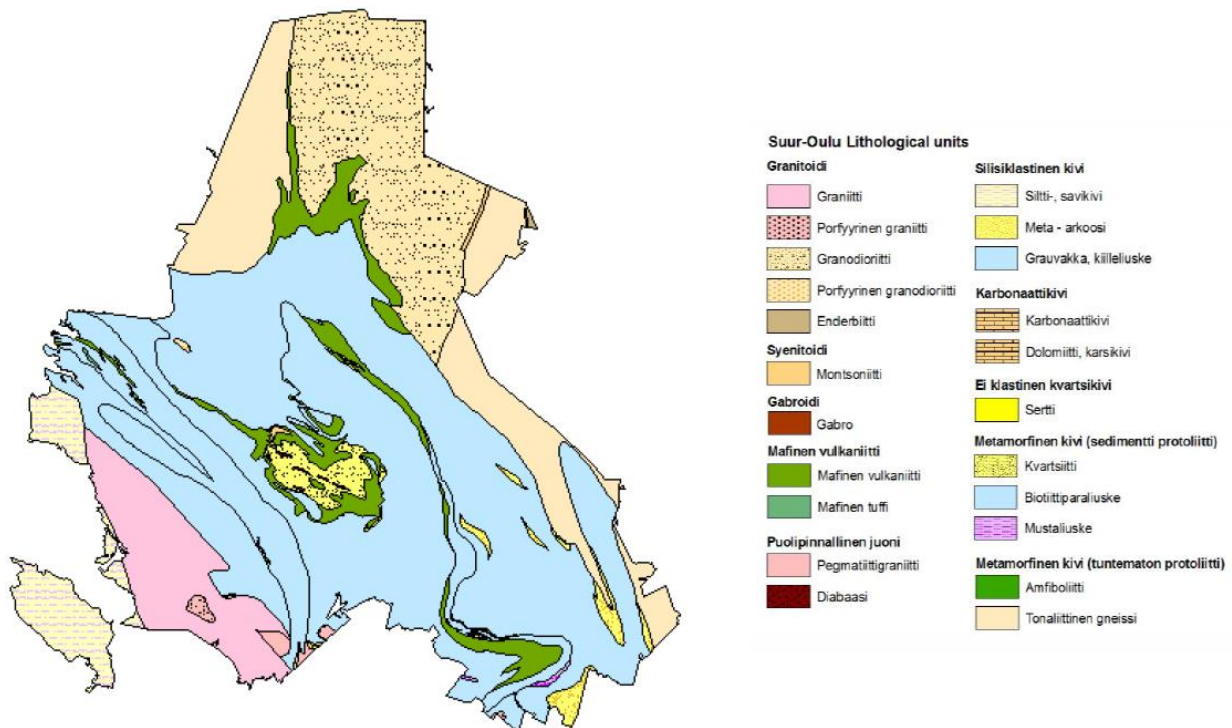 Suur-Oulu Lithological units
Granitoidi
Graniitti
Porfyyrinen graniitti
Granodioriitti
Porfyyrinen granodioriitti
Enderbiitti
Syenitoidi
Montsoniitti
Gabroidi
Gabro
Mafinen vulkaniitti
Mafinen vulkaniitti
Mafinen tuffi
Puolipinnallinen juoni
Pegmatiittigraniitti
Diabaasi
Silisiklastinen kivi
Siltti-, savikivi
Meta - arkoosi
Grauvakka, kiilleliuske
Karbonaattikivi
Karbonaattikivi
Dolomiitti, karsikivi
Ei klastinen kvartsikivi
Sertti
Metamorfinen kivi (sedimentti protoliitti)
Kvartsiitti
Biotiittiparaliuske
Mustaliuske
Metamorfinen kivi (tuntematon protoliitti)
Amfiboliitti
Tonaliittinen gneissi